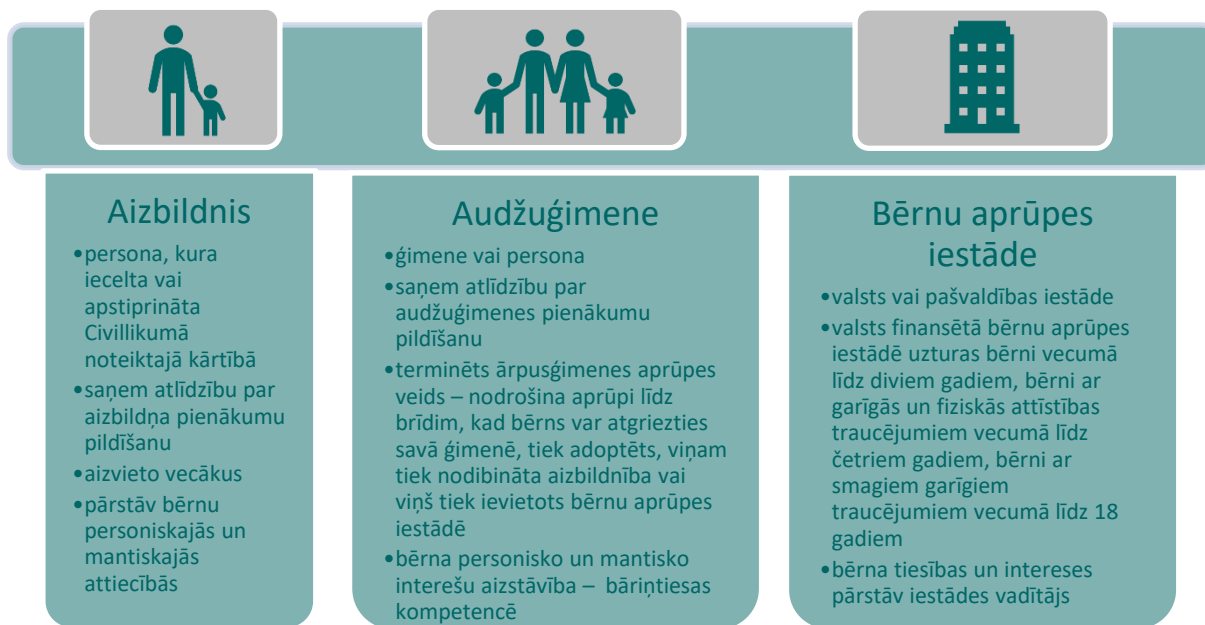 Aizbildnis
•persona, kura
iecelta vai
apstiprināta
Civillikumā
noteiktajā kārtībā
•saņem atlīdzību par
aizbildņa pienākumu
pildīšanu
•aizvieto vecākus
•pārstāv bērnu
personiskajās un
mantiskajās
attiecībās
Audžuģimene
•ģimene vai persona
•saņem atlīdzību par
audžuģimenes pienākumu
pildīšanu
•terminēts ārpusģimenes aprūpes
veids – nodrošina aprūpi līdz
brīdim, kad bērns var atgriezties
savā ģimenē, tiek adoptēts, viņam
tiek nodibināta aizbildnība vai
viņš tiek ievietots bērnu aprūpes
iestādē
•bērna personisko un mantisko
interešu aizstāvība – bāriņtiesas
kompetencē
Bērnu aprūpes
iestāde
•valsts vai pašvaldības iestāde
•valsts finansētā bērnu aprūpes
iestādē uzturas bērni vecumā
līdz diviem gadiem, bērni ar
garīgās un fiziskās attīstības
traucējumiem vecumā līdz
četriem gadiem, bērni ar
smagiem garīgiem
traucējumiem vecumā līdz 18
gadiem
•bērna tiesības un intereses
pārstāv iestādes vadītājs